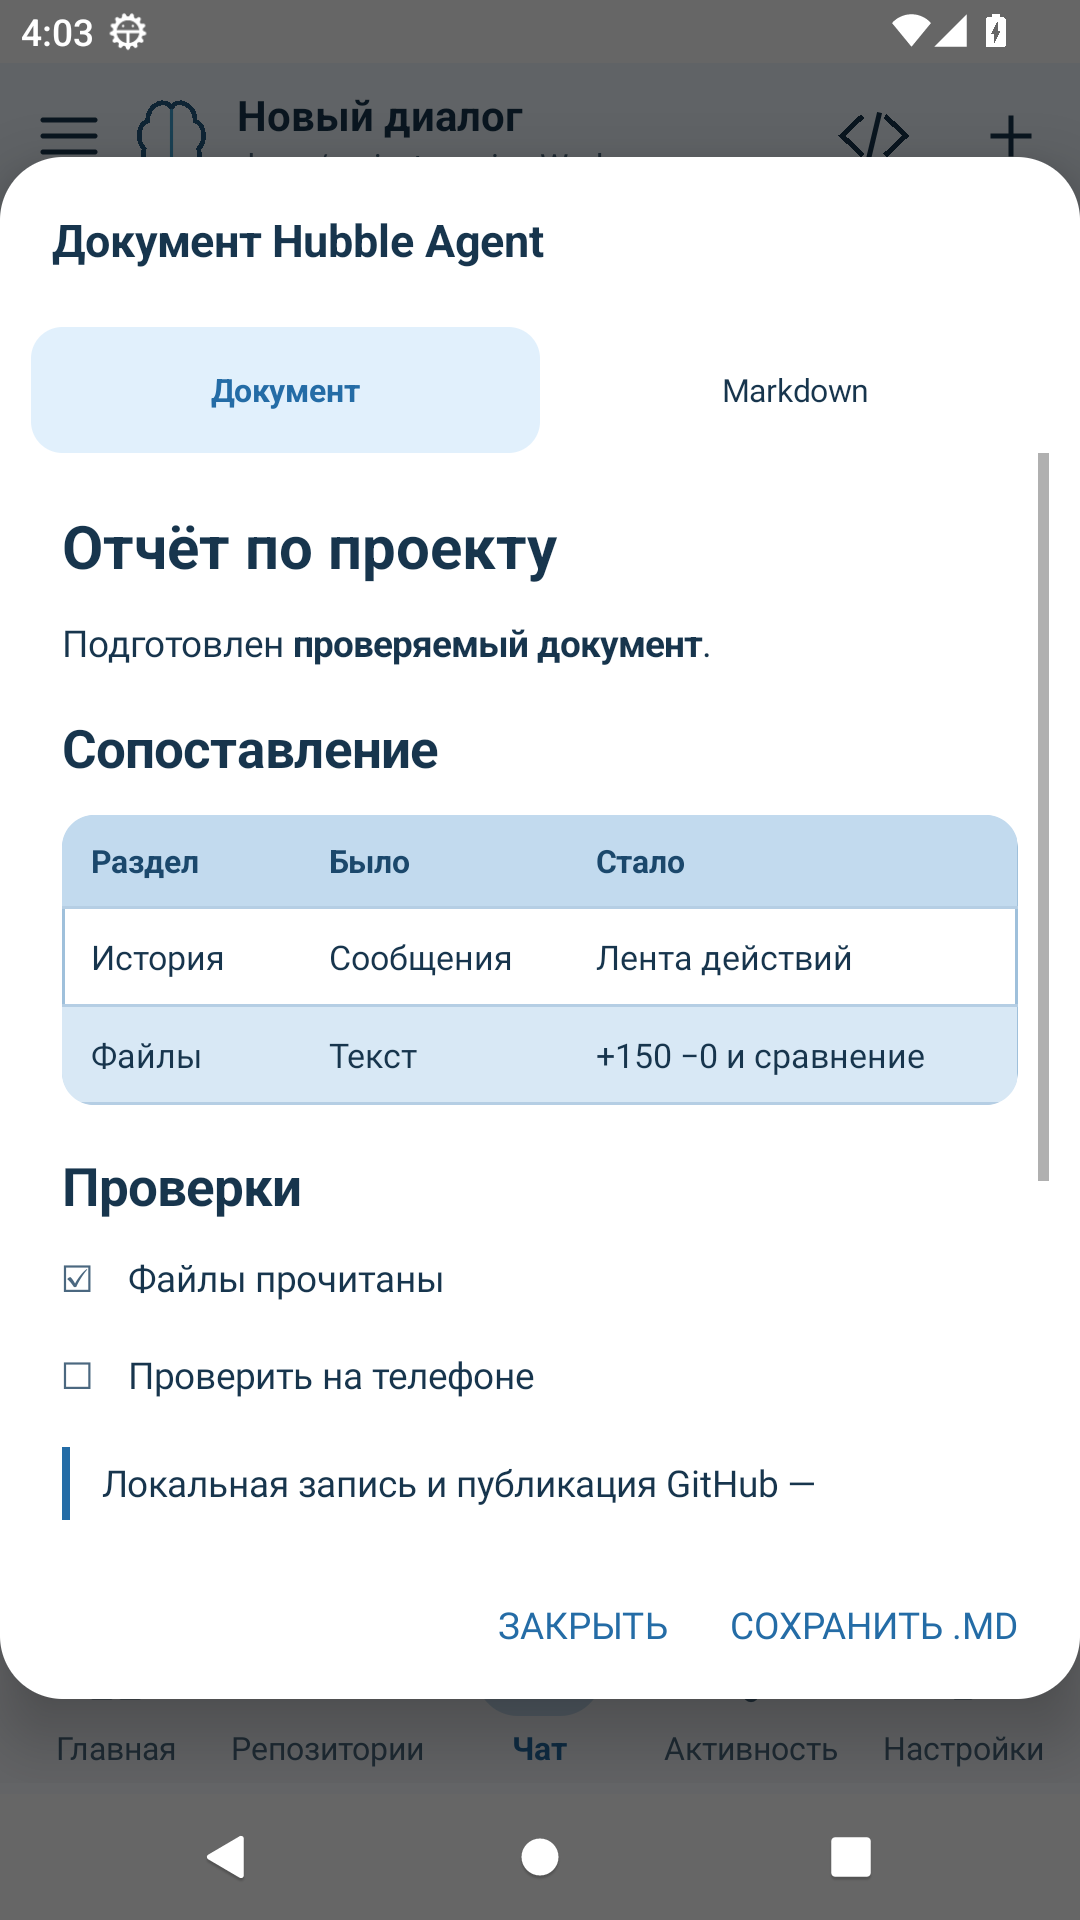 4:03
Новый диалог
Документ Hubble Agent
Документ
Markdown
Отчёт по проекту
Подготовлен проверяемый документ.
Сопоставление
Раздел Было Стало
История Сообщения Лента действий
Файлы Текст +150 −0 и сравнение
Проверки
☑ Файлы прочитаны
☐ Проверить на телефоне
Локальная запись и публикация GitHub —
ЗАКРЫТЬ СОХРАНИТЬ .MD
Главная Репозитории Чат Активность Настройки